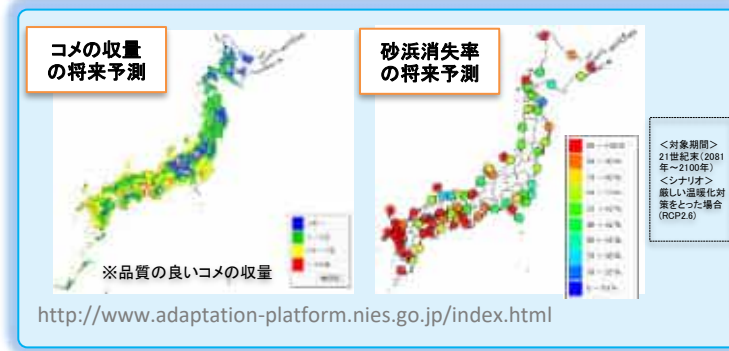 コメの収量
の将来予測
砂浜消失率
の将来予測
※品質の良いコメの収量
<対象期間>
21世紀末(2081
年~2100年)
<シナリオ>
厳しい温暖化対
策をとった場合
(RCP2.6)
http://www.adaptation-platform.nies.go.jp/index.html